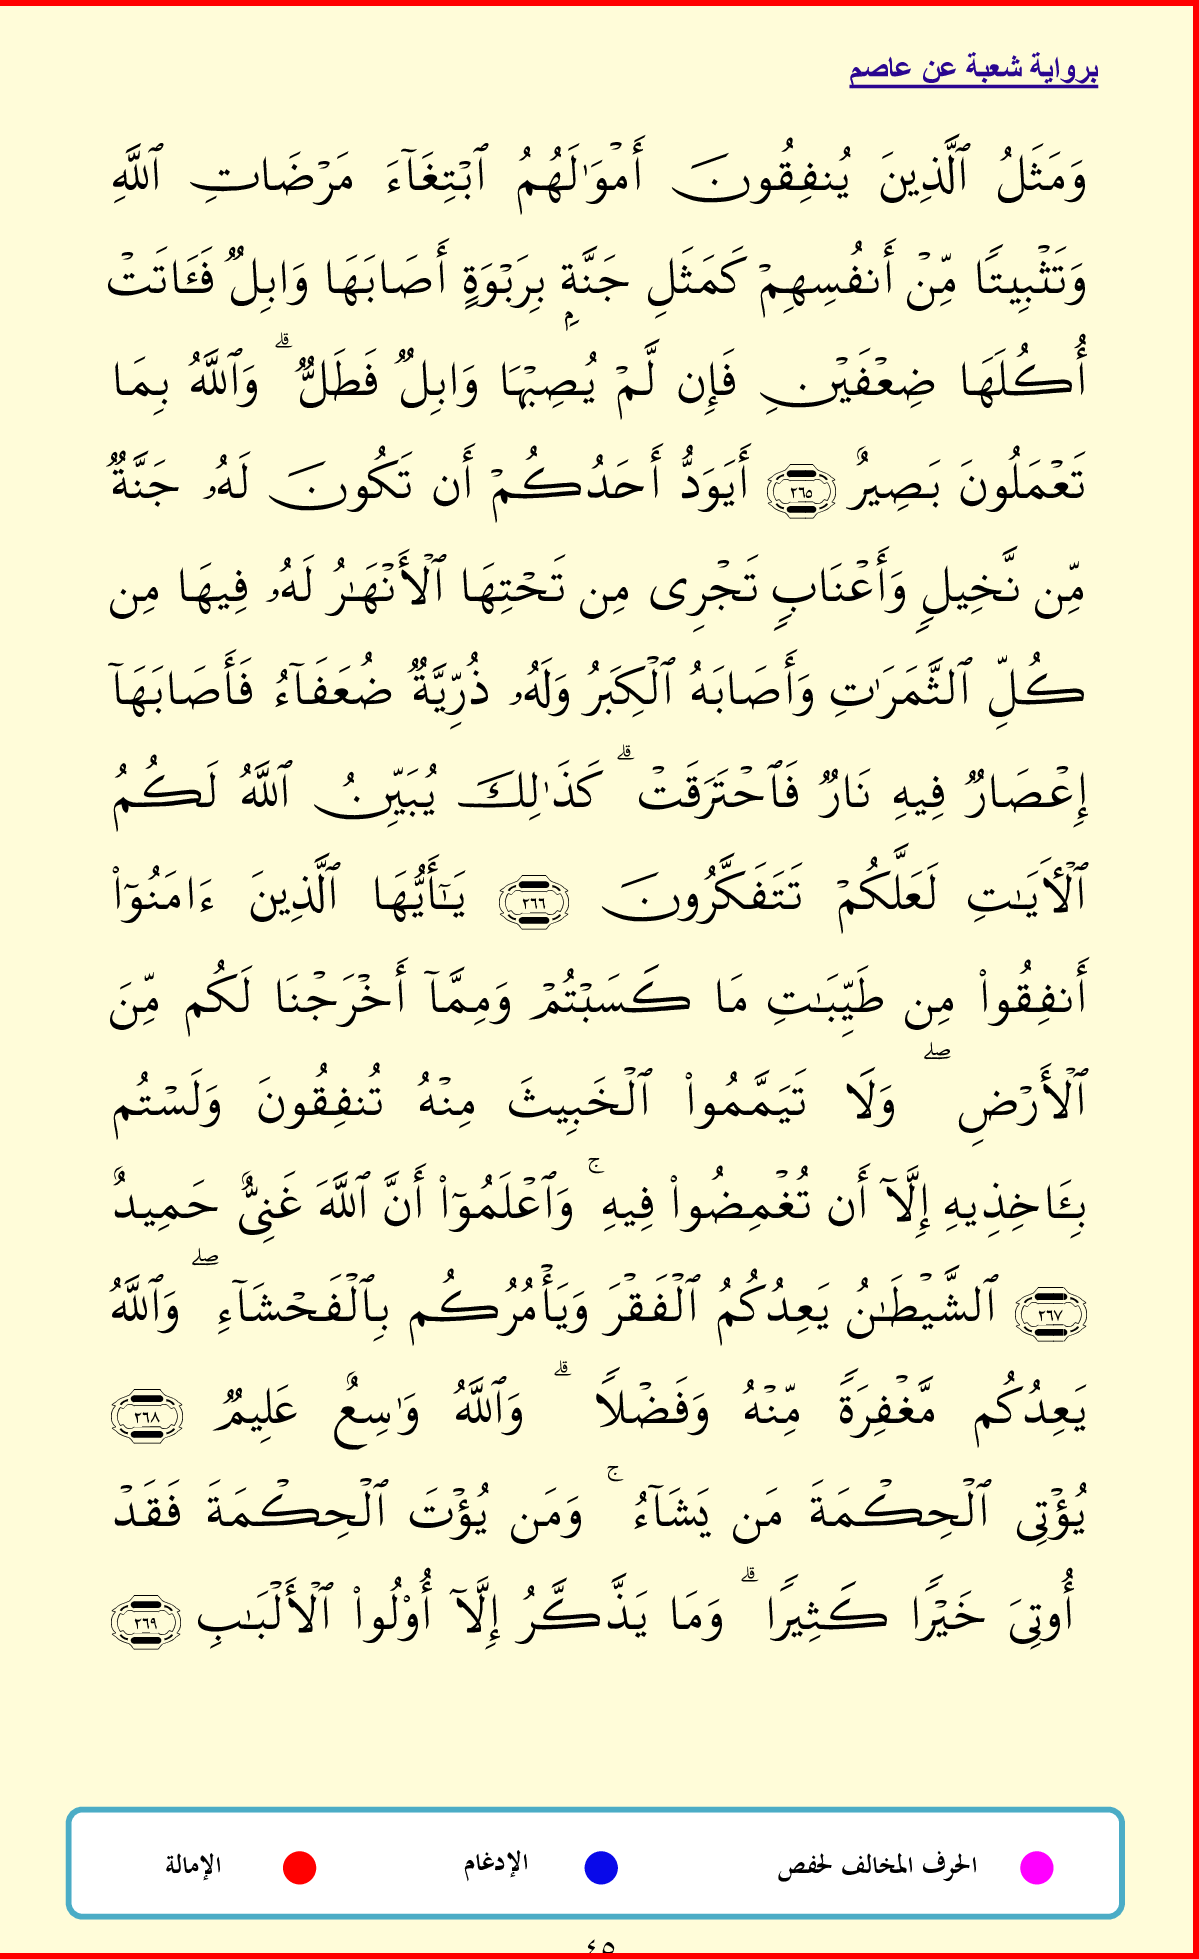 برواية شعبة عن عاصم
وَمَثَلُ ٱلَّذِينَ يُنفِقُونَ أَمۡوَٰلَهُمُ ٱبۡتِغَآءَ مَرۡضَاتِ ٱللَّهِ
وَتَثۡبِيتٗا مِّنۡ أَنفُسِهِمۡ كَمَثَلِ جَنَّةِۭ بِرَبۡوَةٍ أَصَابَهَا وَابِلٞ فَـَٔاتَتۡ
أُكُلَهَا ضِعۡفَيۡنِ فَإِن لَّمۡ يُصِبۡهَا وَابِلٞ فَطَلّٞۗ وَٱللَّهُ بِمَا
تَعۡمَلُونَ بَصِيرٌ ٢٦٥ أَيَوَدُّ أَحَدُكُمۡ أَن تَكُونَ لَهُۥ جَنَّةٞ
مِّن نَّخِيلٖ وَأَعۡنَابٖ تَجۡرِي مِن تَحۡتِهَا ٱلۡأَنۡهَٰرُ لَهُۥ فِيهَا مِن
كُلِّ ٱلثَّمَرَٰتِ وَأَصَابَهُ ٱلۡكِبَرُ وَلَهُۥ ذُرِّيَّةٞ ضُعَفَآءُ فَأَصَابَهَآ
إِعۡصَارٞ فِيهِ نَارٞ فَٱحۡتَرَقَتۡۗ كَذَٰلِكَ يُبَيِّنُ ٱللَّهُ لَكُمُ
ٱلۡأٓيَٰتِ لَعَلَّكُمۡ تَتَفَكَّرُونَ ٢٦٦ يَٰٓأَيُّهَا ٱلَّذِينَ ءَامَنُوٓاْ
أَنفِقُواْ مِن طَيِّبَٰتِ مَا كَسَبۡتُمۡ وَمِمَّآ أَخۡرَجۡنَا لَكُم مِّنَ
ٱلۡأَرۡضِۖ وَلَا تَيَمَّمُواْ ٱلۡخَبِيثَ مِنۡهُ تُنفِقُونَ وَلَسۡتُم
بِـَٔاخِذِيهِ إِلَّآ أَن تُغۡمِضُواْ فِيهِۚ وَٱعۡلَمُوٓاْ أَنَّ ٱللَّهَ غَنِيٌّ حَمِيدٌ
٢٦٧ ٱلشَّيۡطَٰنُ يَعِدُكُمُ ٱلۡفَقۡرَ وَيَأۡمُرُكُم بِٱلۡفَحۡشَآءِۖ وَٱللَّهُ
يَعِدُكُم مَّغۡفِرَةٗ مِّنۡهُ وَفَضۡلٗاۗ وَٱللَّهُ وَٰسِعٌ عَلِيمٞ ٢٦٨
يُؤۡتِي ٱلۡحِكۡمَةَ مَن يَشَآءُۚ وَمَن يُؤۡتَ ٱلۡحِكۡمَةَ فَقَدۡ
أُوتِيَ خَيۡرٗا كَثِيرٗاۗ وَمَا يَذَّكَّرُ إِلَّآ أُوْلُواْ ٱلۡأَلۡبَٰبِ ٢٦٩
الحرف المخالف لحفص الإدغام الإمالة
٤٥